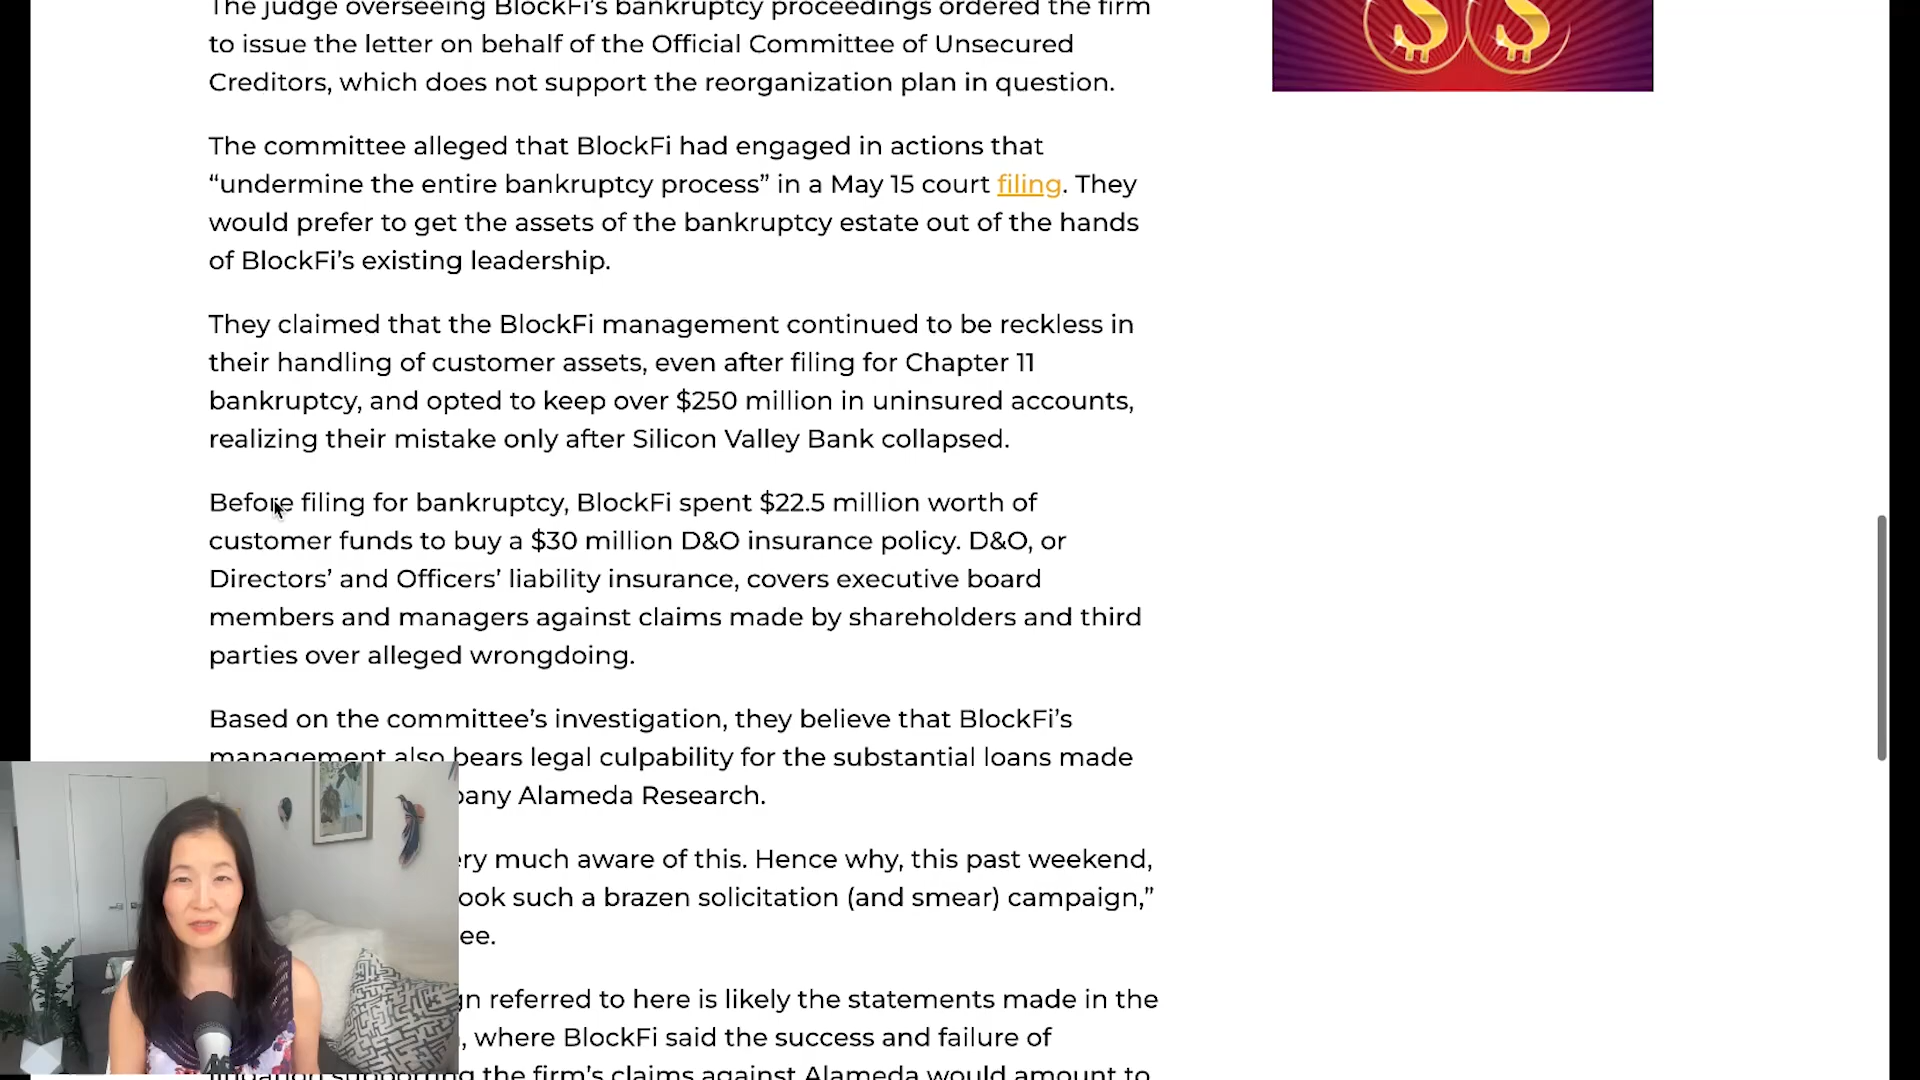 The judge overseeing BlockFi’s bankruptcy proceedings ordered the firm
to issue the letter on behalf of the Official Committee of Unsecured
Creditors, which does not support the reorganization plan in question.
The committee alleged that BlockFi had engaged in actions that
“undermine the entire bankruptcy process” in a May 15 court filing. They
would prefer to get the assets of the bankruptcy estate out of the hands
of BlockFi’s existing leadership.
They claimed that the BlockFi management continued to be reckless in
their handling of customer assets, even after filing for Chapter 11
bankruptcy, and opted to keep over $250 million in uninsured accounts,
realizing their mistake only after Silicon Valley Bank collapsed.
Before filing for bankruptcy, BlockFi spent $22.5 million worth of
customer funds to buy a $30 million D&O insurance policy. D&O, or
Directors’ and Officers’ liability insurance, covers executive board
members and managers against claims made by shareholders and third
parties over alleged wrongdoing.
Based on the committee’s investigation, they believe that BlockFi’s
management also bears legal culpability for the substantial loans made
Alameda Research.
much aware of this. Hence why, this past weekend,
such a brazen solicitation (and smear) campaign,”
referred to here is likely the statements made in the
, where BlockFi said the success and failure of
the firm’s claims against Alameda would amount to